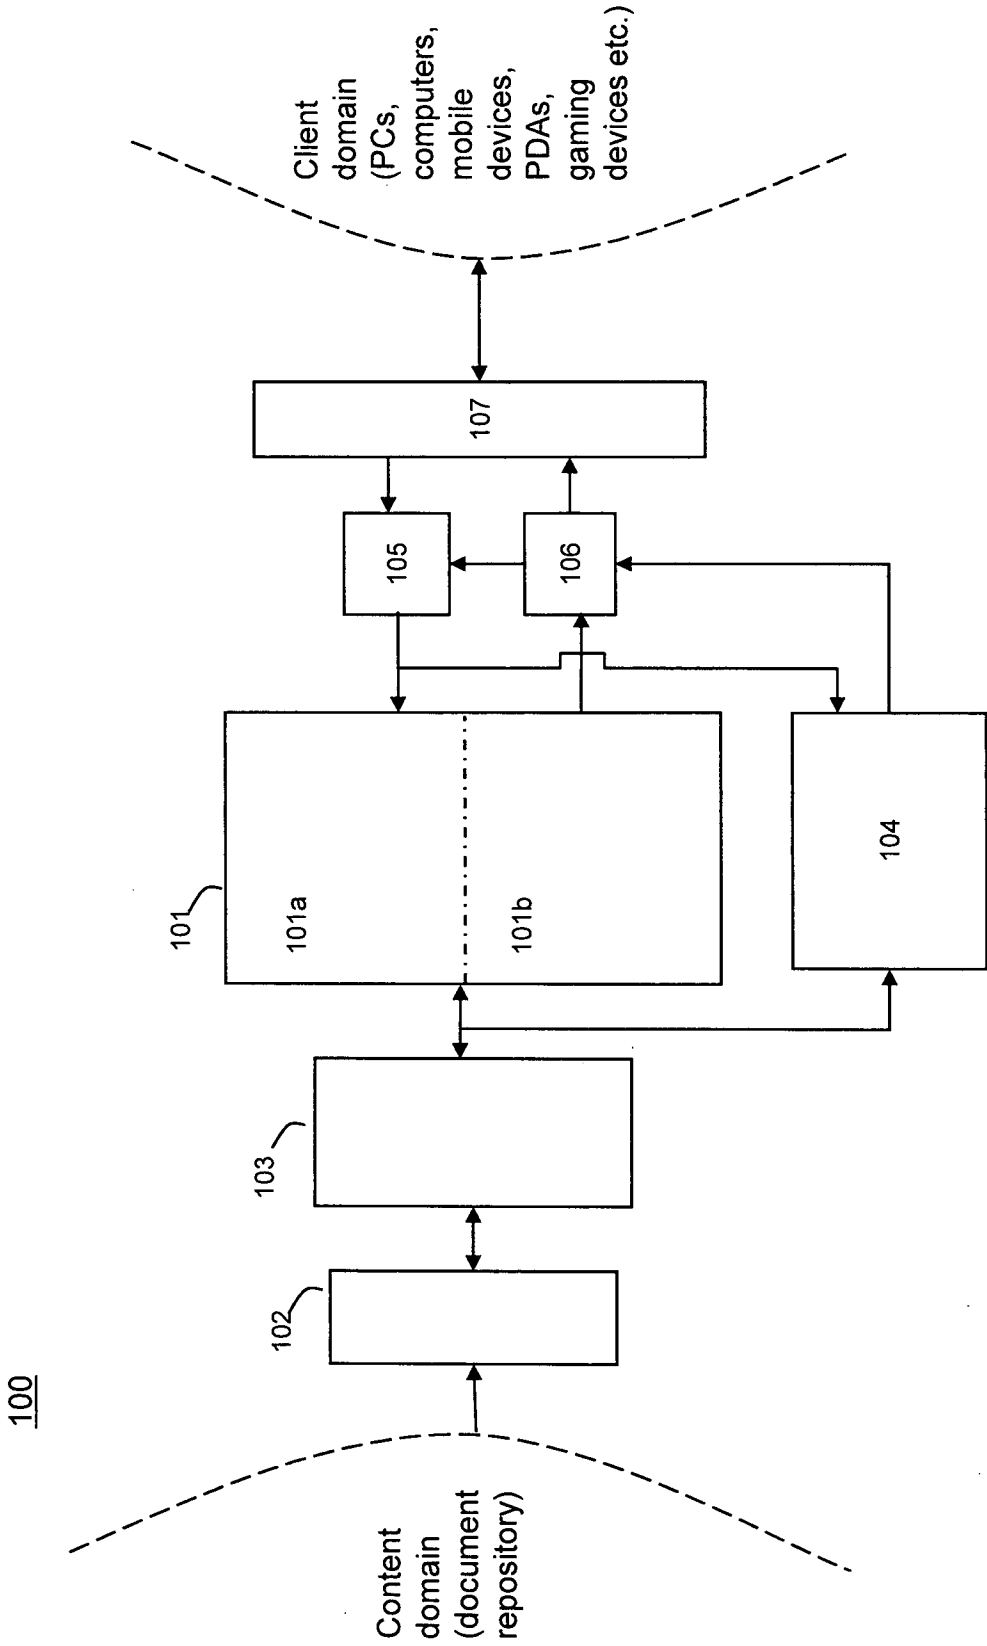 100
Content
domain
(document
repository)
102
103
101
101a
101b
104
105
106
107
Client
domain
(PCs,
computers,
mobile
devices,
PDAs,
gaming
devices etc.)